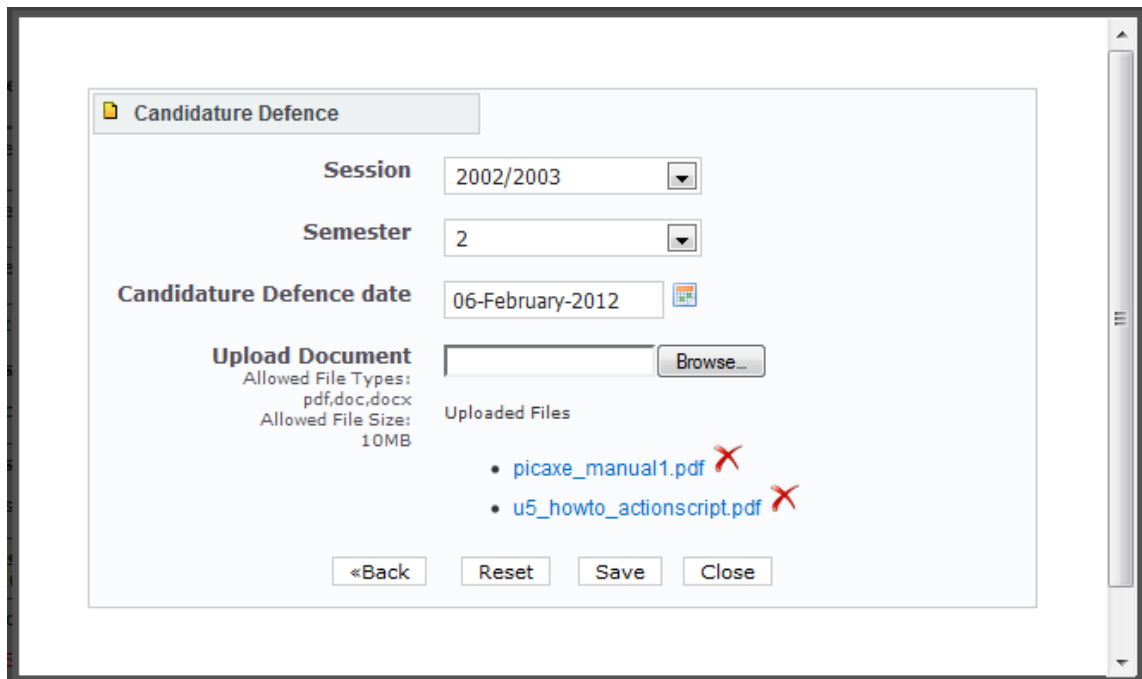 Candidature Defence
Session
2002/2003
Semester
2
Candidature Defence date
06-February-2012
Upload Document
Browse...
Allowed File Types:
pdf,doc,docx
Allowed File Size:
10MB
Uploaded Files
picaxe_manual1.pdf
u5_howto_actionscript.pdf
«Back
Reset
Save
Close